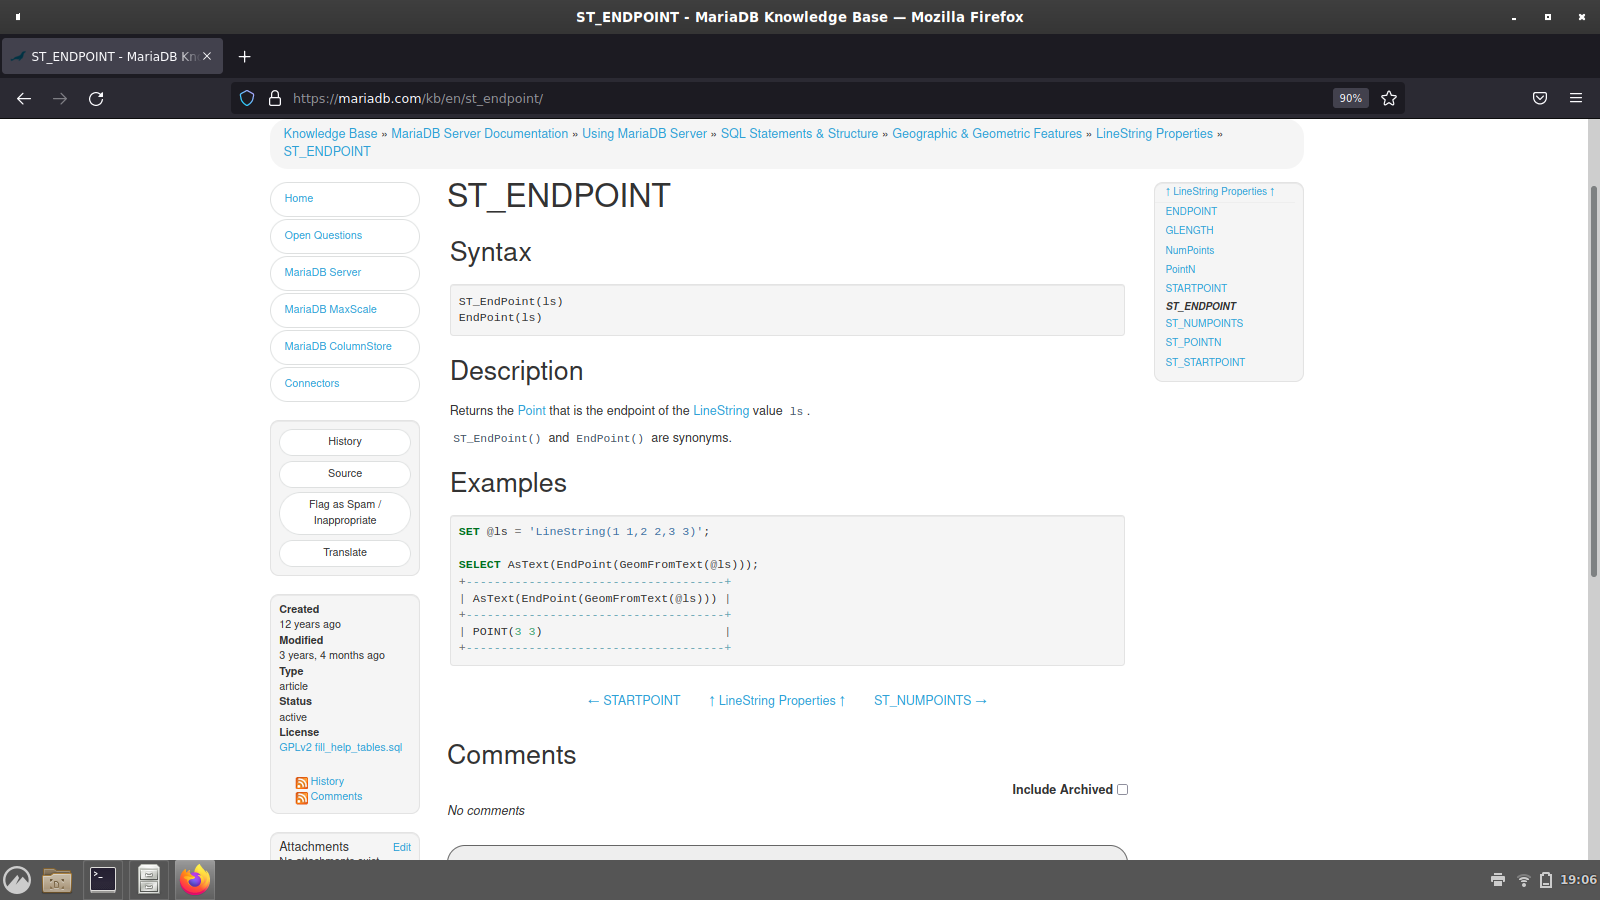 ST_ENDPOINT - MariaDB Knowledge Base — Mozilla Firefox
ST_ENDPOINT - MariaDB Kn
https://mariadb.com/kb/en/st_endpoint/
90%
Knowledge Base » MariaDB Server Documentation » Using MariaDB Server » SQL Statements & Structure » Geographic & Geometric Features » LineString Properties »
ST_ENDPOINT
Home
Open Questions
MariaDB Server
MariaDB MaxScale
MariaDB ColumnStore
Connectors
History
Source
Flag as Spam /
Inappropriate
Translate
Created
12 years ago
Modified
3 years, 4 months ago
Type
article
Status
active
License
GPLv2 fill_help_tables.sql
History
Comments
Attachments Edit
No attachments exist
ST_ENDPOINT
Syntax
ST_EndPoint(ls)
EndPoint(ls)
Description
Returns the Point that is the endpoint of the LineString value ls .
ST_EndPoint() and EndPoint() are synonyms.
Examples
SET @ls = 'LineString(1 1,2 2,3 3)';
SELECT AsText(EndPoint(GeomFromText(@ls)));
+-------------------------------------+
| AsText(EndPoint(GeomFromText(@ls))) |
+-------------------------------------+
| POINT(3 3)                          |
+-------------------------------------+
← STARTPOINT ↑ LineString Properties ↑ ST_NUMPOINTS →
Comments
Include Archived
No comments
↑ LineString Properties ↑
ENDPOINT
GLENGTH
NumPoints
PointN
STARTPOINT
ST_ENDPOINT
ST_NUMPOINTS
ST_POINTN
ST_STARTPOINT
19:06